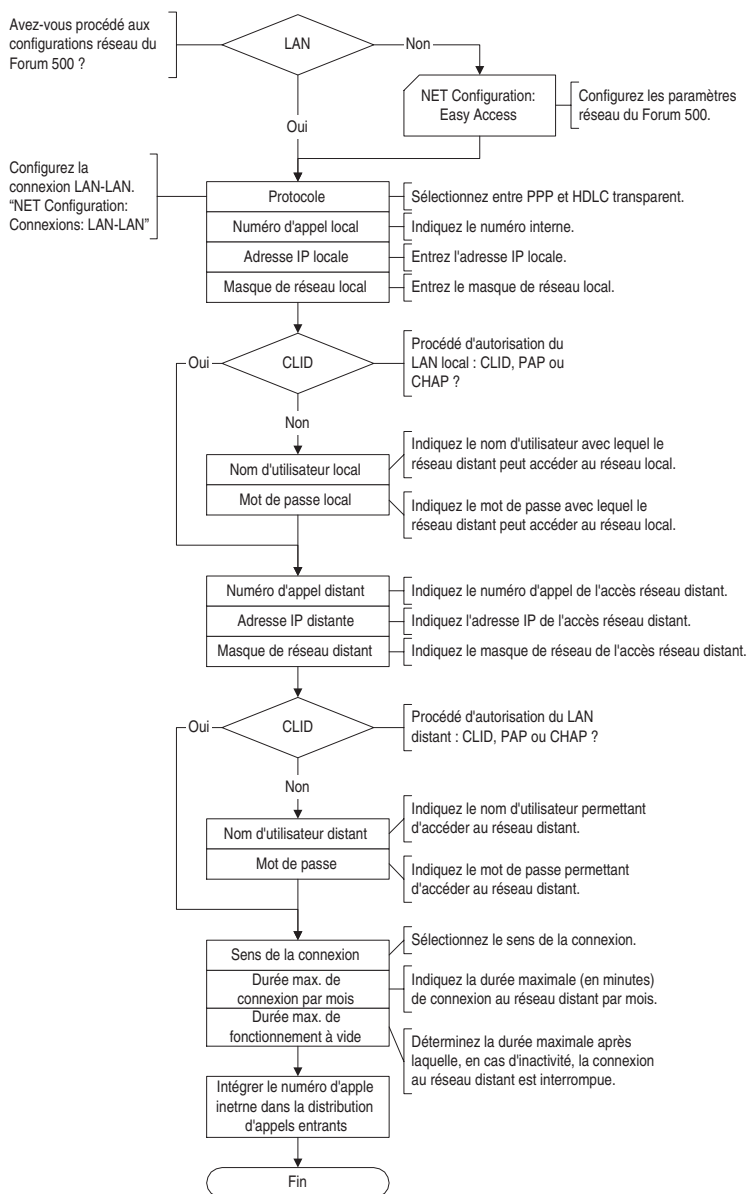 Avez-vous procédé aux
configurations réseau du
Forum 500 ?
LAN
Non
NET Configuration:
Easy Access
Configurez les paramètres
réseau du Forum 500.
Oui
Configurez la
connexion LAN-LAN.
“NET Configuration:
Connexions: LAN-LAN”
Protocole
Sélectionnez entre PPP et HDLC transparent.
Numéro d'appel local
Indiquez le numéro interne.
Adresse IP locale
Entrez l'adresse IP locale.
Masque de réseau local
Entrez le masque de réseau local.
Oui
CLID
Procédé d'autorisation du
LAN local : CLID, PAP ou
CHAP ?
Non
Nom d'utilisateur local
Indiquez le nom d'utilisateur avec lequel le
réseau distant peut accéder au réseau local.
Mot de passe local
Indiquez le mot de passe avec lequel le
réseau distant peut accéder au réseau local.
Numéro d'appel distant
Indiquez le numéro d'appel de l'accès réseau distant.
Adresse IP distante
Indiquez l'adresse IP de l'accès réseau distant.
Masque de réseau distant
Indiquez le masque de réseau de l'accès réseau distant.
Oui
CLID
Procédé d'autorisation du LAN
distant : CLID, PAP ou CHAP ?
Non
Nom d'utilisateur distant
Indiquez le nom d'utilisateur permettant
d'accéder au réseau distant.
Mot de passe
Indiquez le mot de passe permettant
d'accéder au réseau distant.
Sens de la connexion
Sélectionnez le sens de la connexion.
Durée max. de
connexion par mois
Indiquez la durée maximale (en minutes)
de connexion au réseau distant par mois.
Durée max. de
fonctionnement à vide
Déterminez la durée maximale après
laquelle, en cas d'inactivité, la connexion
au réseau distant est interrompue.
Intégrer le numéro d'apple
inetrne dans la distribution
d'appels entrants
Fin